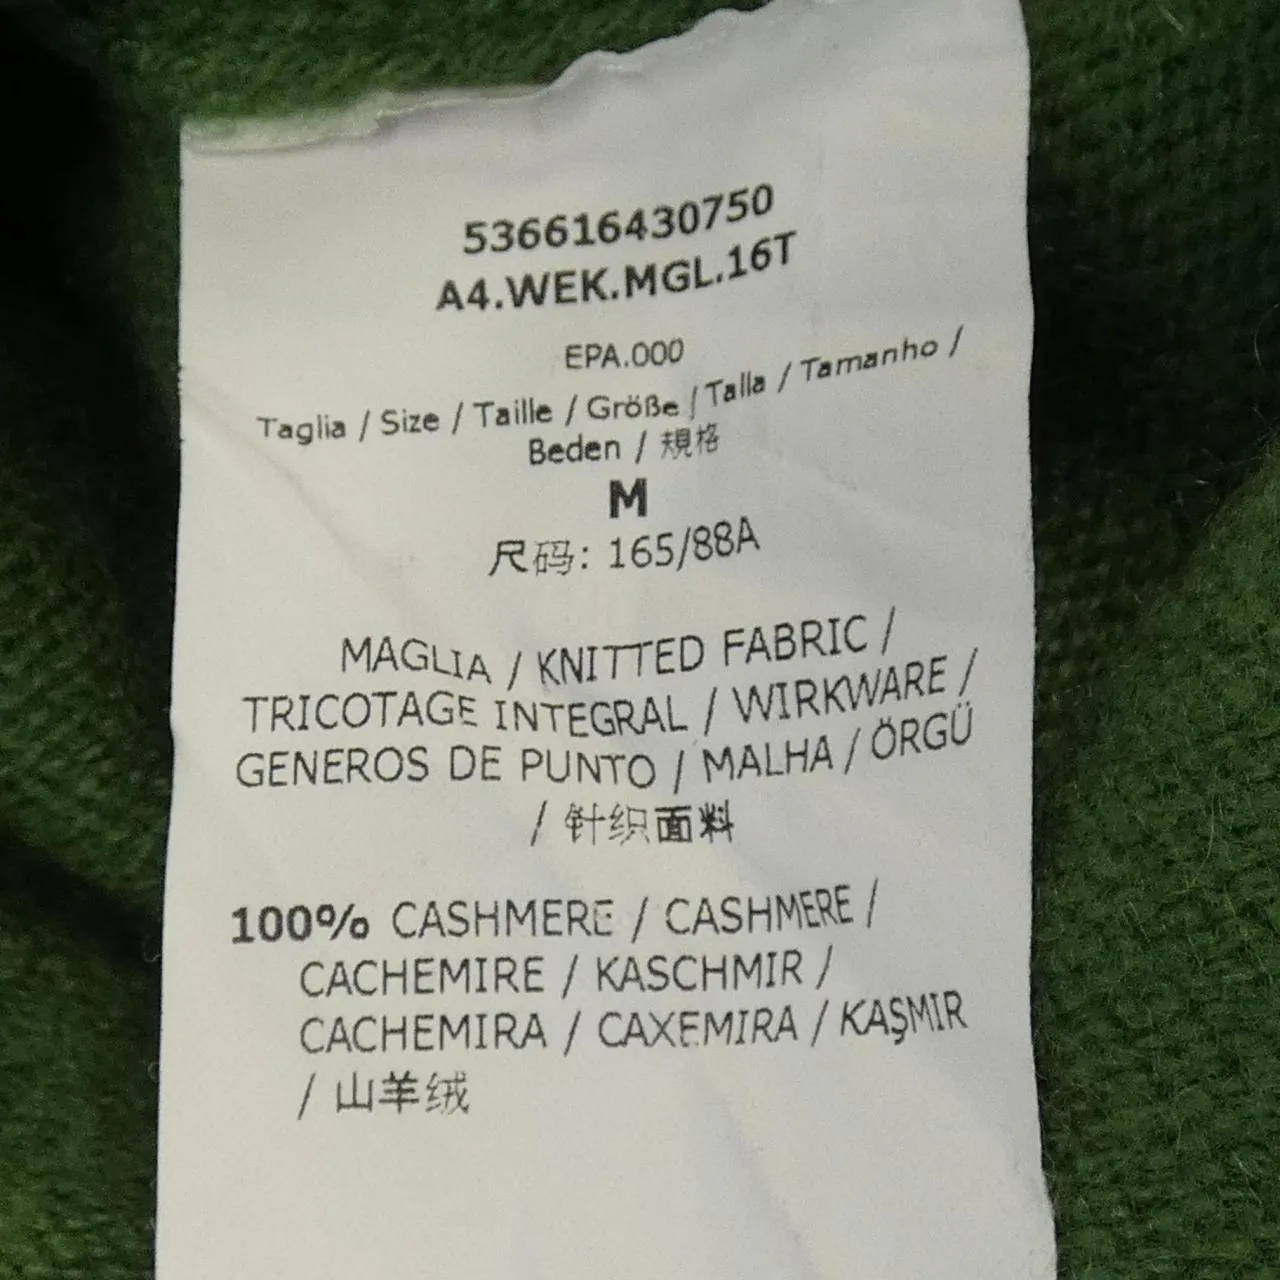 536616430750
A4.WEK.MGL.16T
EPA.000
Taglia / Size / Taille / Größe / Talla / Tamanho /
Beden / 規格
M
尺码: 165/88A
MAGLIA / KNITTED FABRIC /
TRICOTAGE INTEGRAL / WIRKWARE /
GENEROS DE PUNTO / MALHA / ÖRGÜ
/ 针织面料
100% CASHMERE / CASHMERE /
CACHEMIRE / KASCHMIR /
CACHEMIRA / CAXEMIRA / KAŞMIR
/ 山羊绒